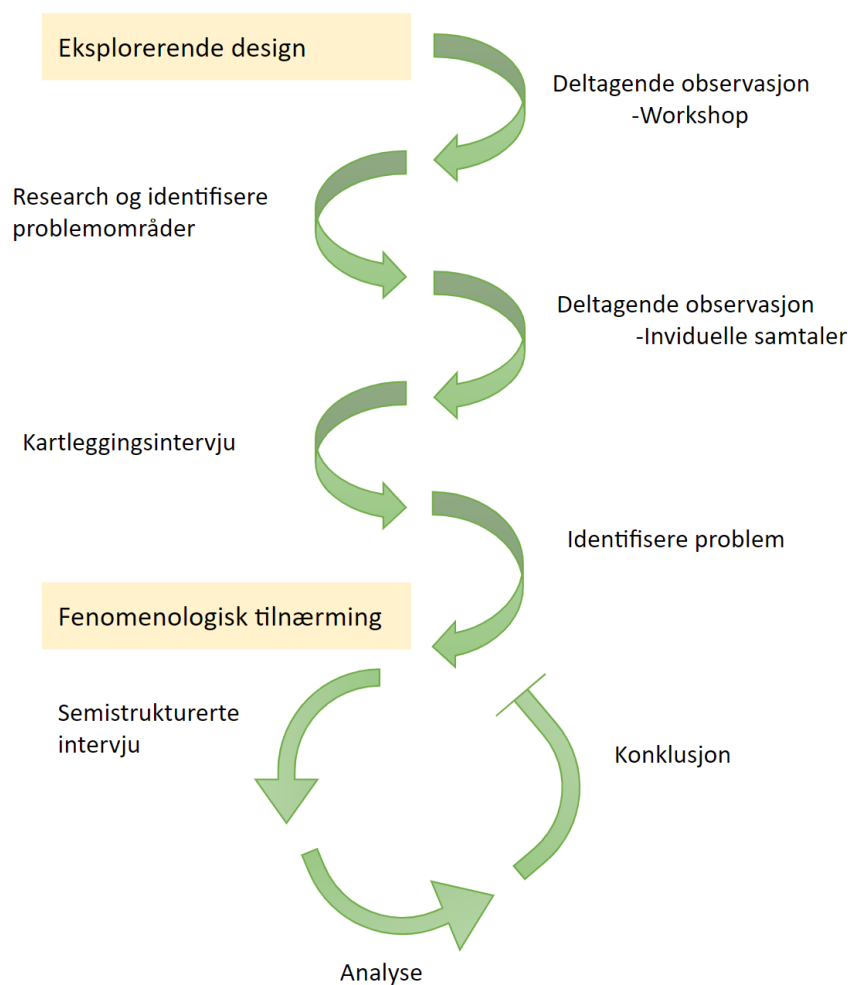 Eksplorerende design
Deltagende observasjon
-Workshop
Research og identifisere
problemområder
Deltagende observasjon
-Inviduelle samtaler
Kartleggingsintervju
Identifisere problem
Fenomenologisk tilnærming
Semistrukturerte
intervju
Konklusjon
Analyse